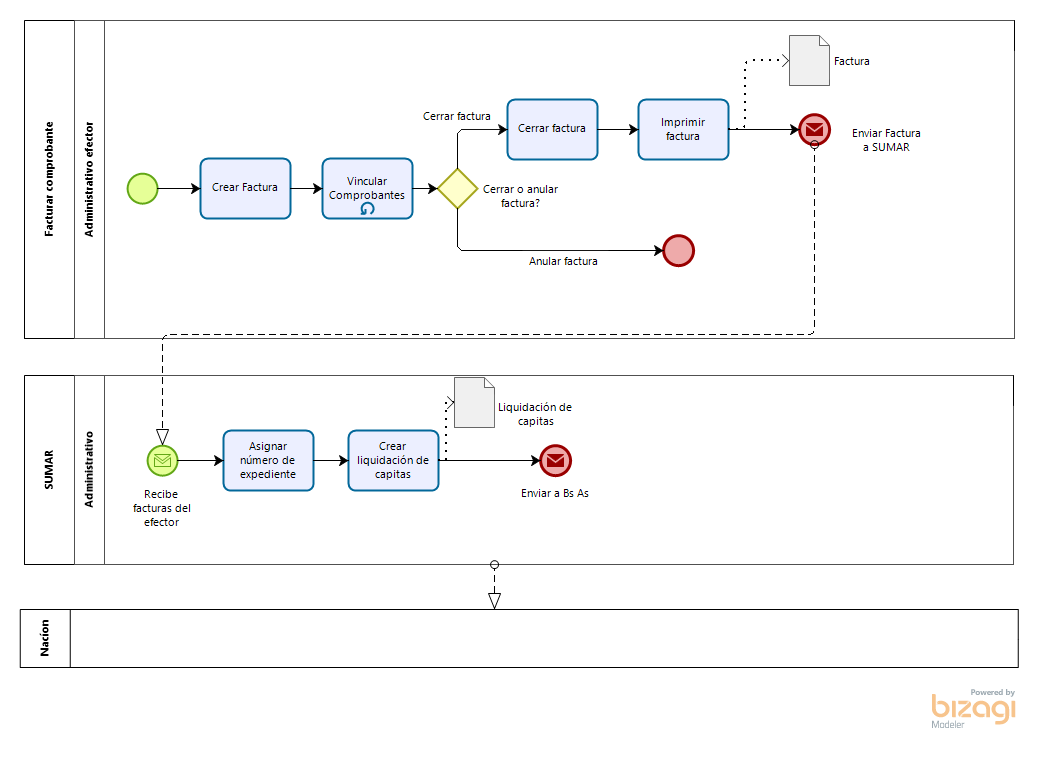 Facturar comprobante
Administrativo efector
Factura
Cerrar factura
Cerrar factura
Imprimir
factura
Enviar Factura
a SUMAR
Crear Factura
Vincular
Comprobantes
Cerrar o anular
factura?
Anular factura
SUMAR
Administrativo
Liquidación de
capitas
Asignar
número de
expediente
Crear
liquidación de
capitas
Recibe
facturas del
efector
Enviar a Bs As
Nacíon
Powered by
bizagi
Modeler